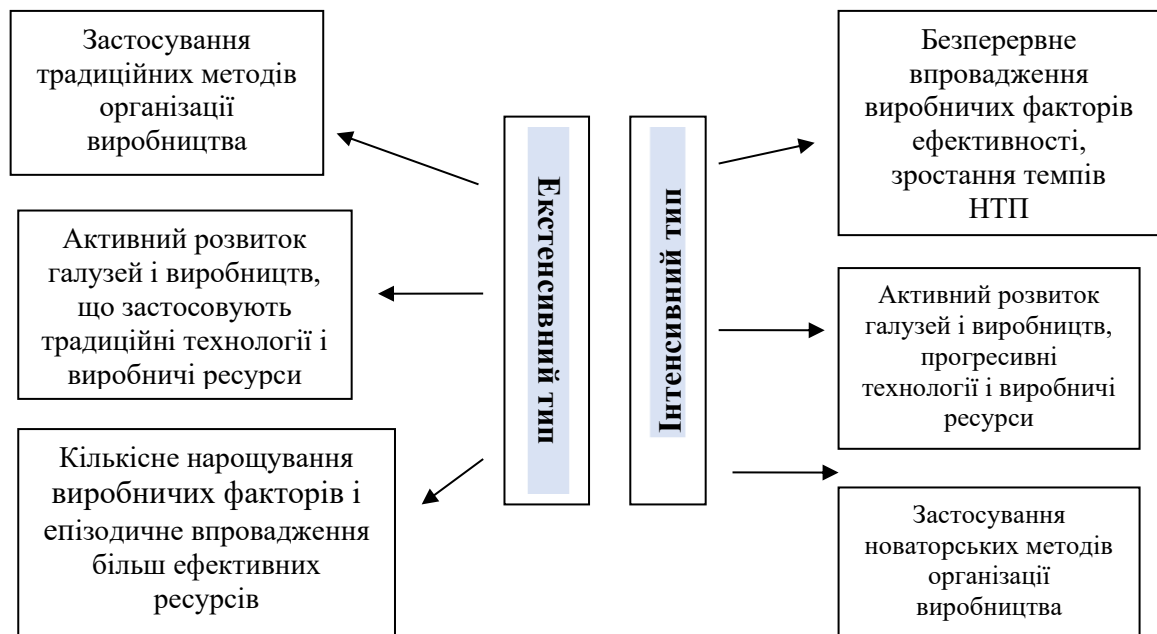 Застосування
традиційних методів
організації
виробництва
Активний розвиток
галузей і виробництв,
що застосовують
традиційні технології і
виробничі ресурси
Кількісне нарощування
виробничих факторів і
епізодичне впровадження
більш ефективних
ресурсів
Екстенсивний тип
Інтенсивний тип
Безперервне
впровадження
виробничих факторів
ефективності,
зростання темпів
НТП
Активний розвиток
галузей і виробництв,
прогресивні
технології і виробничі
ресурси
Застосування
новаторських методів
організації
виробництва